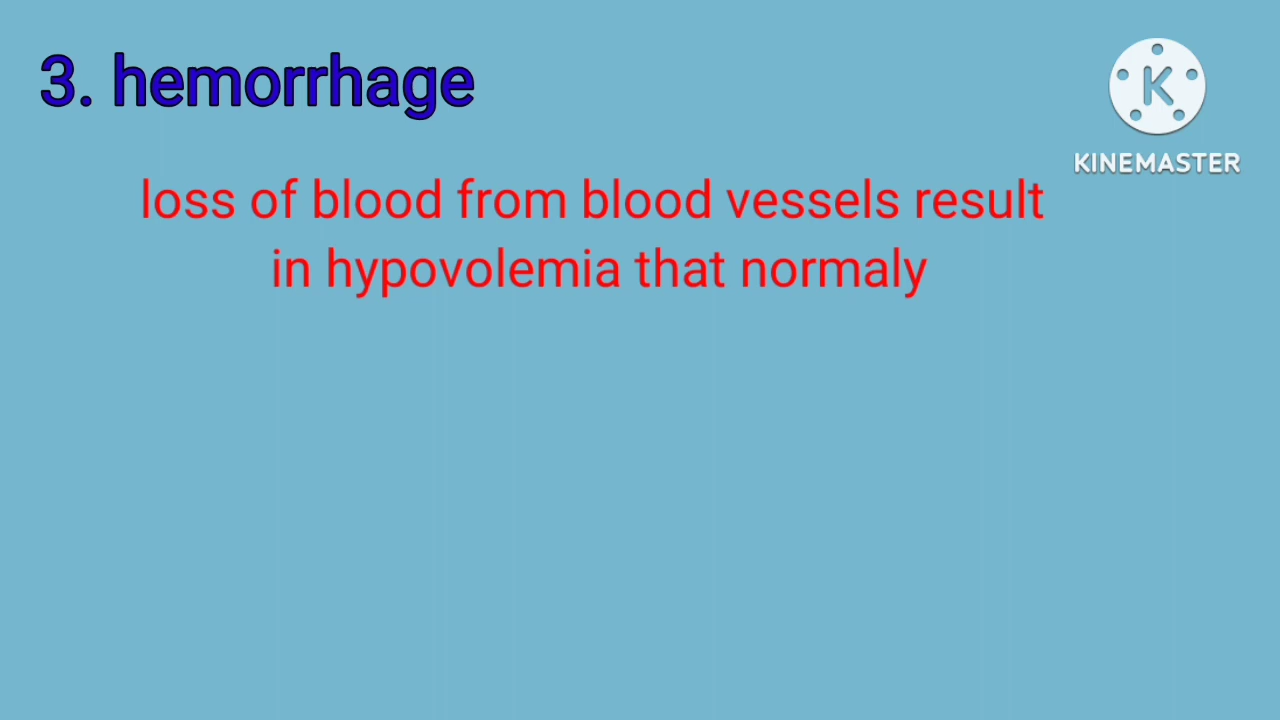 3. hemorrhage
K
KINEMASTER
loss of blood from blood vessels result
in hypovolemia that normaly